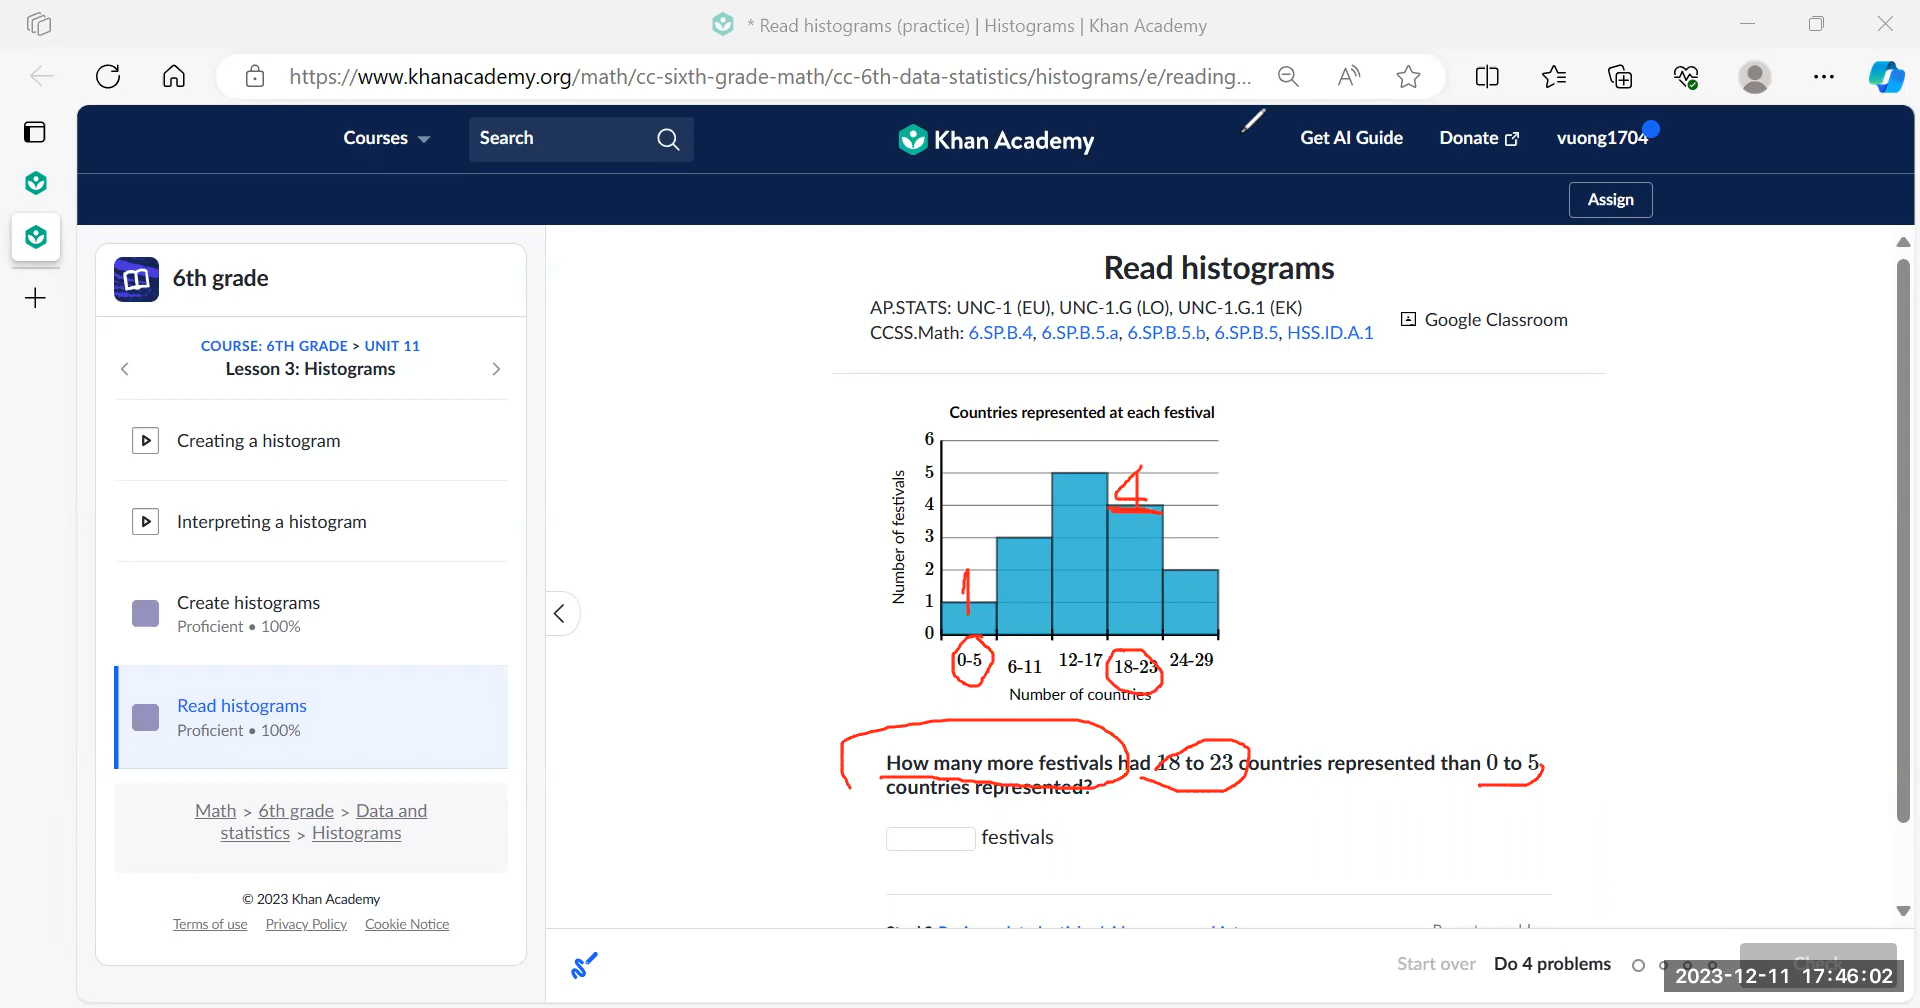 * Read histograms (practice) | Histograms | Khan Academy
https://www.khanacademy.org/math/cc-sixth-grade-math/cc-6th-data-statistics/histograms/e/reading...
Courses
Search
Khan Academy
Get AI Guide
Donate
vuong1704
Assign
6th grade
COURSE: 6TH GRADE > UNIT 11
Lesson 3: Histograms
Creating a histogram
Interpreting a histogram
Create histograms
Proficient • 100%
Read histograms
Proficient • 100%
Math > 6th grade > Data and
statistics > Histograms
© 2023 Khan Academy
Terms of use Privacy Policy Cookie Notice
Read histograms
AP.STATS: UNC-1 (EU), UNC-1.G (LO), UNC-1.G.1 (EK)
CCSS.Math: 6.SP.B.4, 6.SP.B.5.a, 6.SP.B.5.b, 6.SP.B.5, HSS.ID.A.1
Google Classroom
Countries represented at each festival
Number of festivals
6
5
4
3
2
1
0
1
4
0-5 6-11 12-17 18-23 24-29
Number of countries
How many more festivals had 18 to 23 countries represented than 0 to 5
countries represented?
festivals
Start over
Do 4 problems
Check
2023-12-11 17:46:02